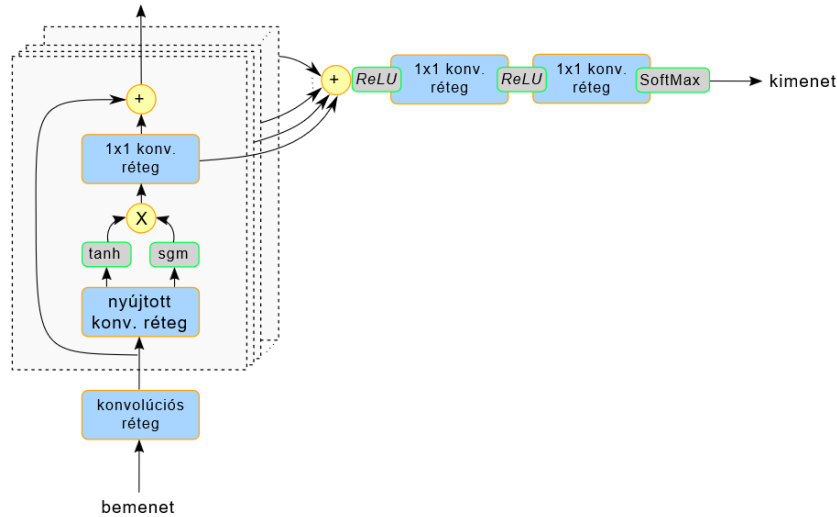 +
1x1 konv.
réteg
X
tanh
sgm
nyújtott
konv. réteg
konvolúciós
réteg
bemenet
+
ReLU
1x1 konv.
réteg
ReLU
1x1 konv.
réteg
SoftMax
kimenet